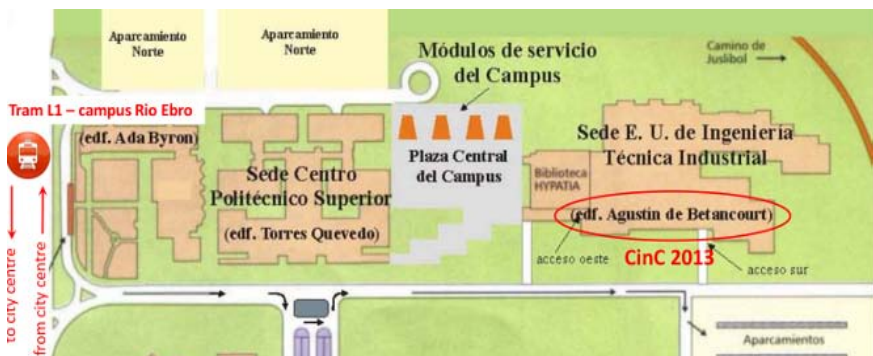 Aparcamiento
Norte
Aparcamiento
Norte
Módulos de servicio
del Campus
Camino de
Juslibol
Tram L1 – campus Rio Ebro
(edf. Ada Byron)
Sede Centro
Politécnico Superior
(edf. Torres Quevedo)
Plaza Central
del Campus
Sede E. U. de Ingeniería
Técnica Industrial
Biblioteca
HYPATIA
(edf. Agustín de Betancourt)
acceso oeste
CinC 2013
acceso sur
to city centre
from city centre
Aparcamientos